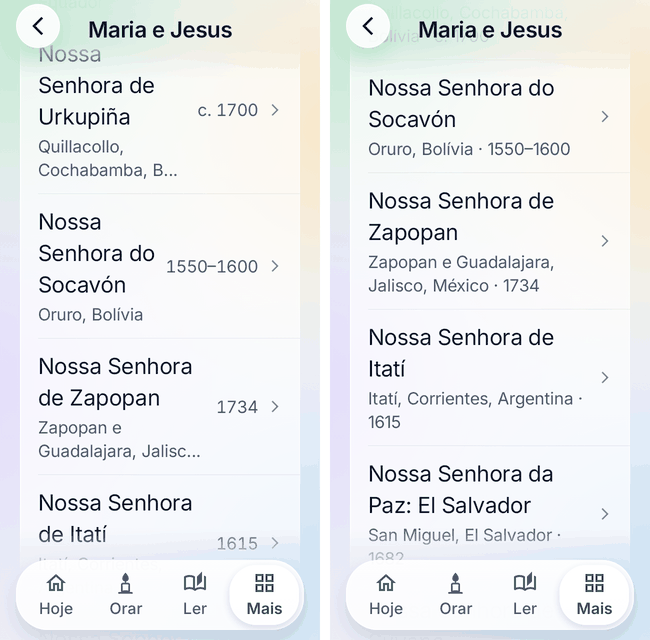 Maria e Jesus
Nossa
Senhora de
Urkupiña
c. 1700
Quillacollo,
Cochabamba, B...
Nossa
Senhora do
Socavón
1550–1600
Oruro, Bolívia
Nossa Senhora
de Zapopan
1734
Zapopan e
Guadalajara, Jalisc...
Nossa Senhora
de Itatí
1615
Hoje
Orar
Ler
Mais
Quillacollo, Cochabamba,
Maria e Jesus
Nossa Senhora do
Socavón
Oruro, Bolívia · 1550–1600
Nossa Senhora de
Zapopan
Zapopan e Guadalajara,
Jalisco, México · 1734
Nossa Senhora de
Itatí
Itatí, Corrientes, Argentina ·
1615
Nossa Senhora da
Paz: El Salvador
San Miguel, El Salvador ·
1682
Hoje
Orar
Ler
Mais